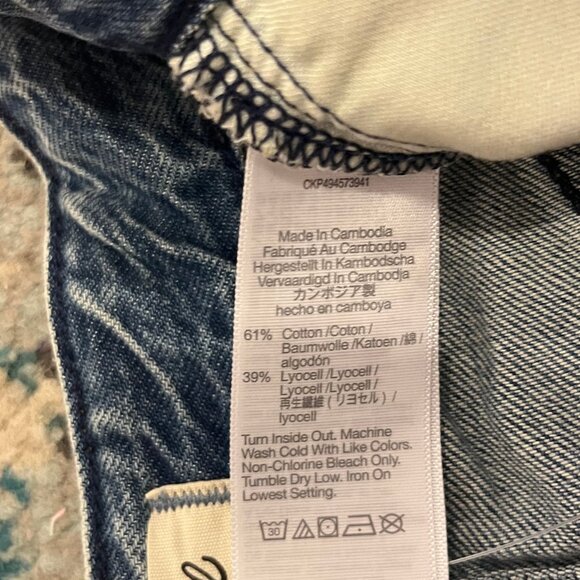 CKP494573941
Made In Cambodia
Fabriqué Au Cambodge
Hergestellt In Kambodscha
Vervaardigd In Cambodja
カンボジア製
hecho en camboya
61% Cotton /Coton /
Baumwolle /Katoen /綿 /
algodón
39% Lyocell /Lyocell /
Lyocell /Lyocell /
再生繊維 ( リヨセル ) /
lyocell
Turn Inside Out. Machine
Wash Cold With Like Colors.
Non-Chlorine Bleach Only.
Tumble Dry Low. Iron On
Lowest Setting.
30